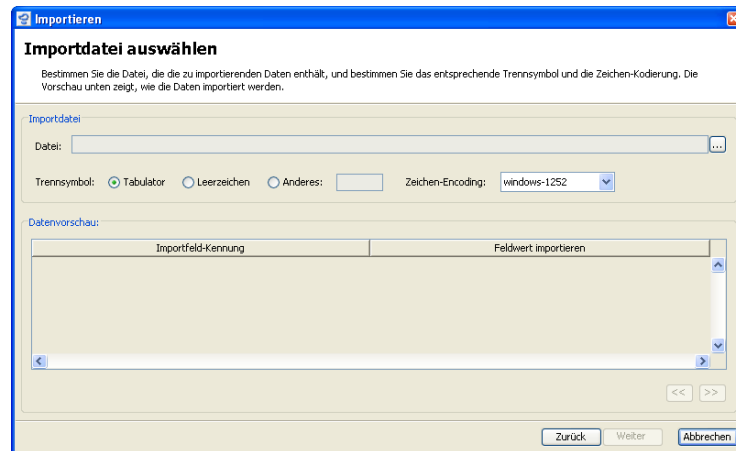 Importieren
Importdatei auswählen
Bestimmen Sie die Datei, die die zu importierenden Daten enthält, und bestimmen Sie das entsprechende Trennsymbol und die Zeichen-Kodierung. Die
Vorschau unten zeigt, wie die Daten importiert werden.
Importdatei
Datei: ...
Trennsymbol: Tabulator Leerzeichen Anderes: Zeichen-Encoding: windows-1252
Datenvorschau:
Importfeld-Kennung Feldwert importieren
<< >>
Zurück Weiter Abbrechen